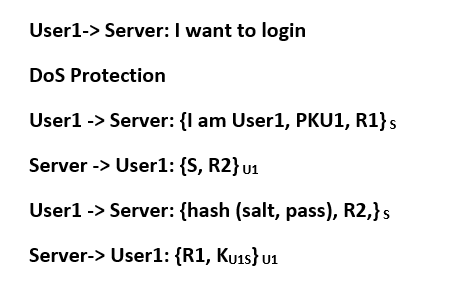 User1-> Server: I want to login
DoS Protection
User1 -> Server: {I am User1, PKU1, R1} S
Server -> User1: {S, R2} U1
User1 -> Server: {hash (salt, pass), R2,} S
Server-> User1: {R1, KU1S} U1